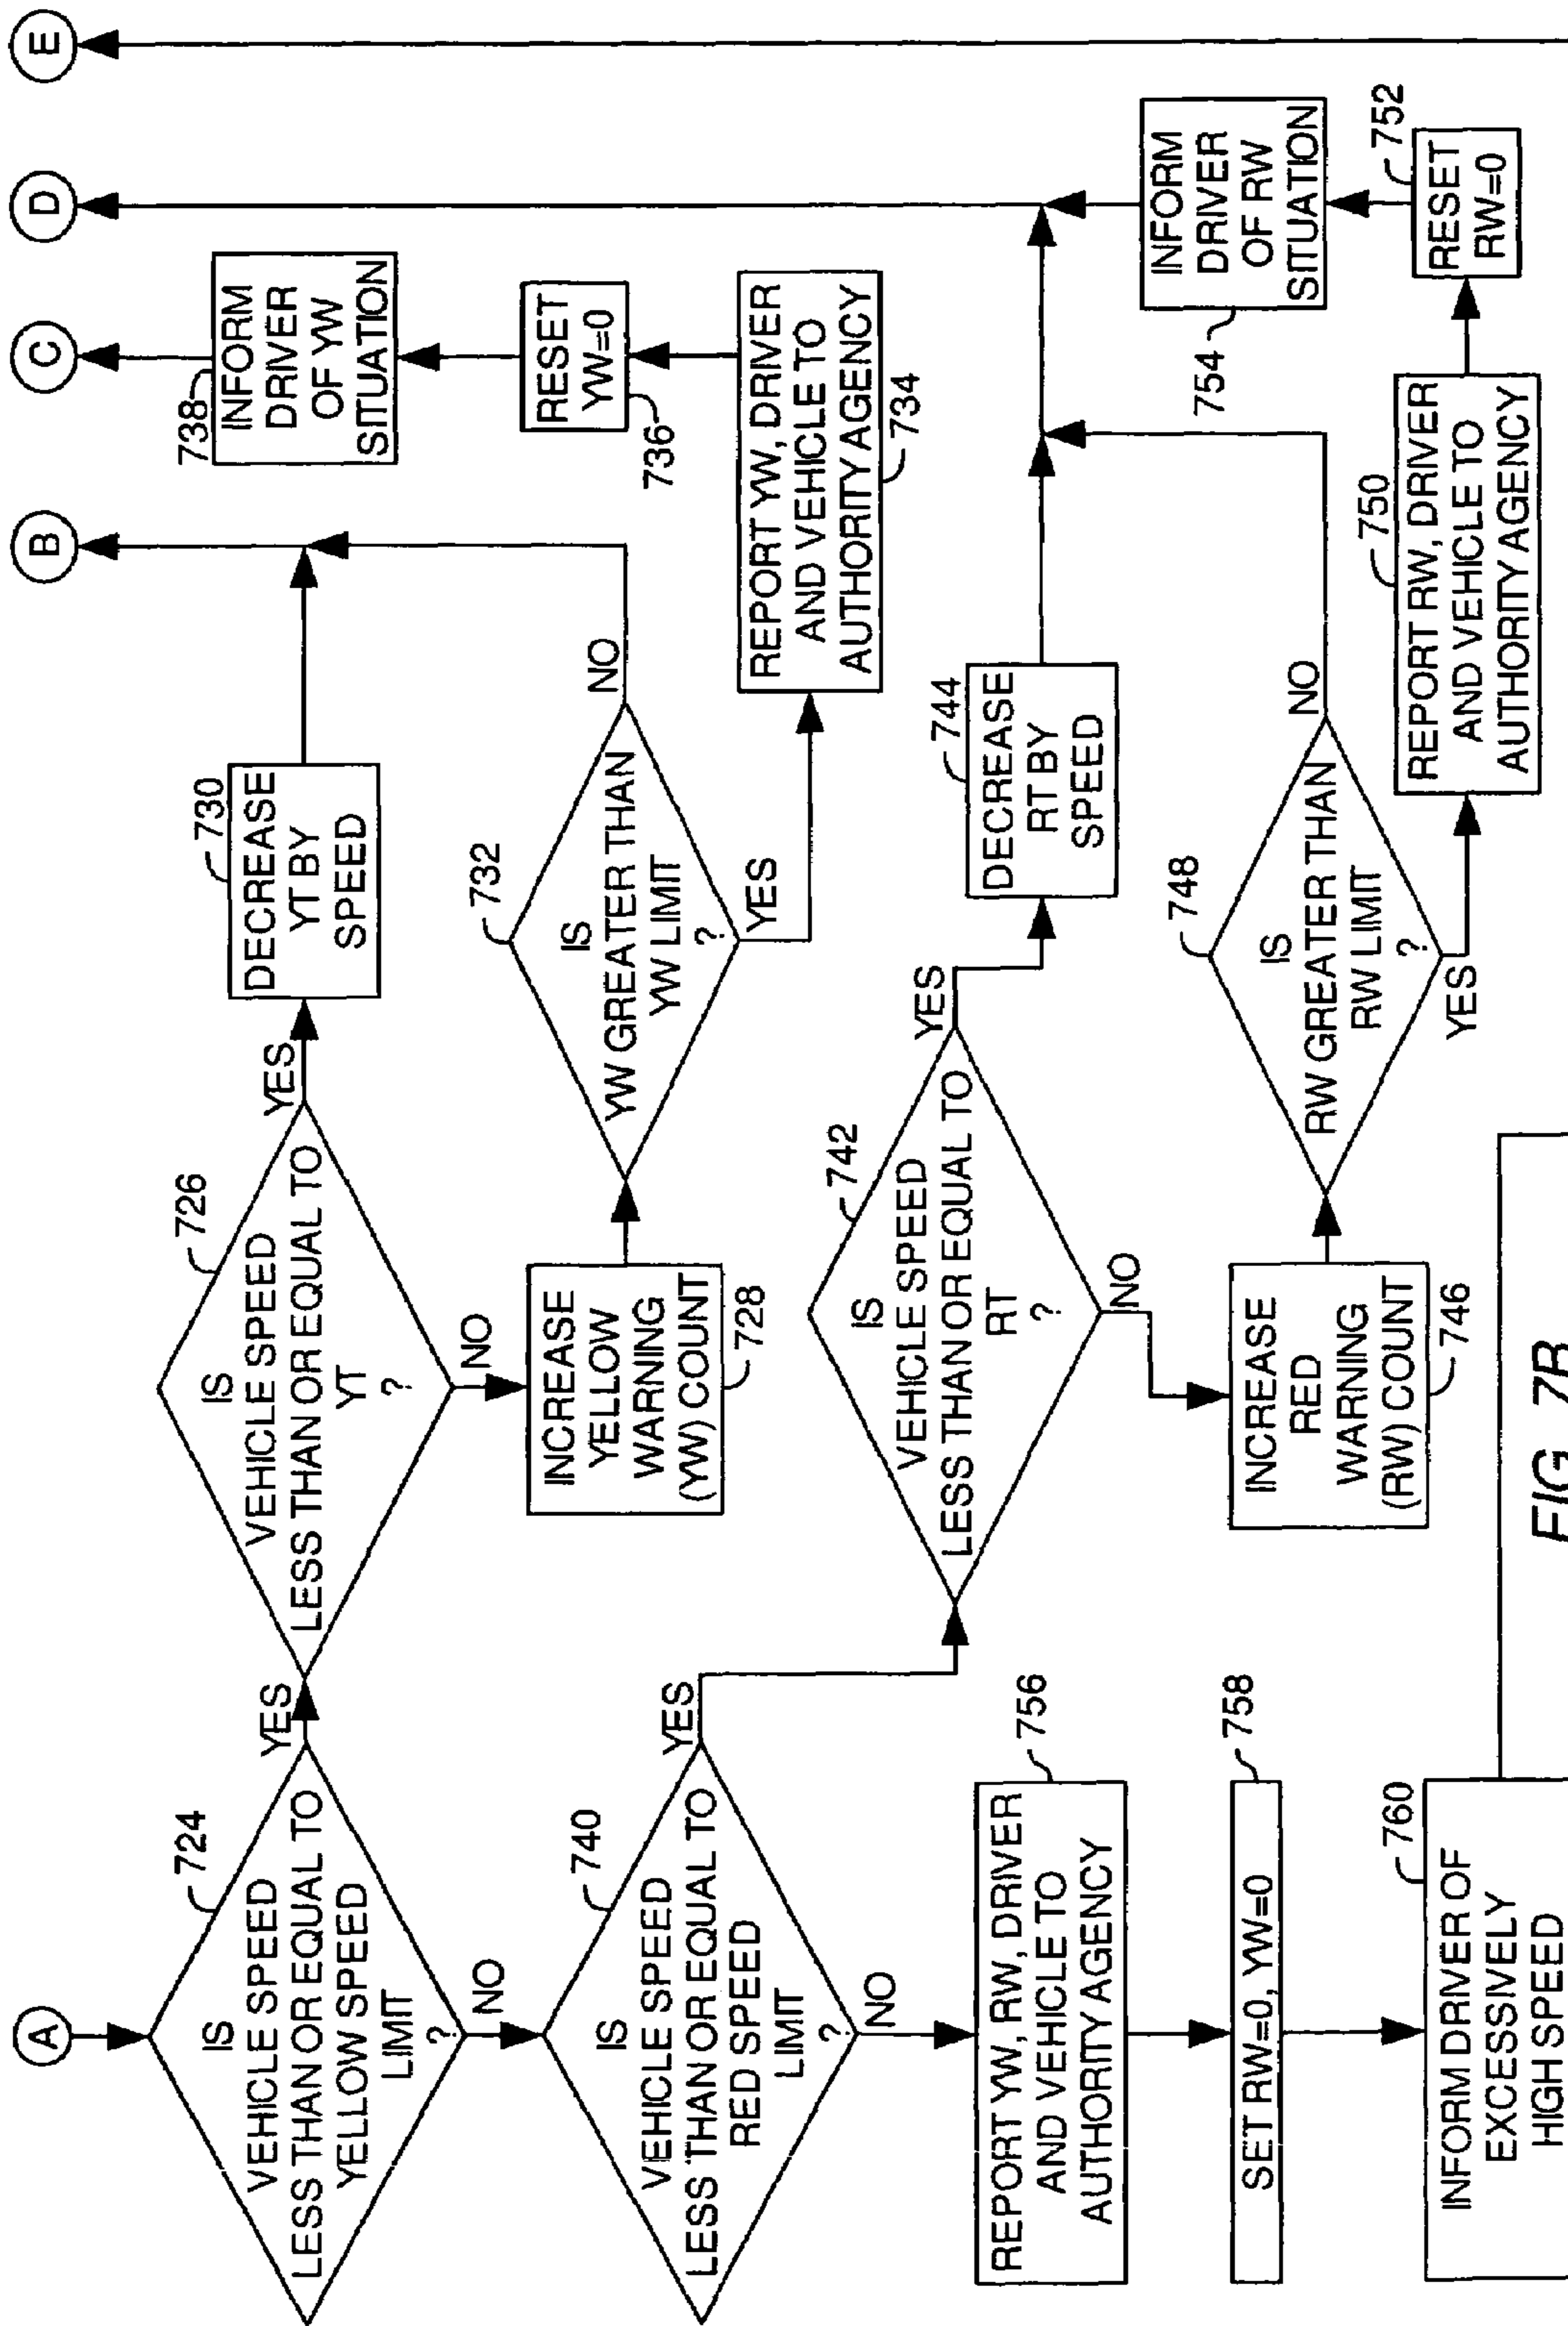 A
IS
VEHICLE SPEED
LESS THAN OR EQUAL TO
YELLOW SPEED
LIMIT
?
724
YES
NO
IS
VEHICLE SPEED
LESS THAN OR EQUAL TO
YT
?
726
YES
NO
DECREASE
YT BY
SPEED
730
B
INCREASE
YELLOW
WARNING
(YW) COUNT
728
IS
YW GREATER THAN
YW LIMIT
?
732
NO
YES
REPORT YW, DRIVER
AND VEHICLE TO
AUTHORITY AGENCY
734
RESET
YW=0
736
INFORM
DRIVER
OF YW
SITUATION
738
C
IS
VEHICLE SPEED
LESS THAN OR EQUAL TO
RED SPEED
LIMIT
?
740
YES
NO
IS
VEHICLE SPEED
LESS THAN OR EQUAL TO
RT
?
742
YES
NO
DECREASE
RT BY
SPEED
744
INCREASE
RED
WARNING
(RW) COUNT
746
IS
RW GREATER THAN
RW LIMIT
?
748
NO
YES
REPORT RW, DRIVER
AND VEHICLE TO
AUTHORITY AGENCY
750
RESET
RW=0
752
INFORM
DRIVER
OF RW
SITUATION
754
D
REPORT YW, RW, DRIVER
AND VEHICLE TO
AUTHORITY AGENCY
756
SET RW=0, YW=0
758
INFORM DRIVER OF
EXCESSIVELY
HIGH SPEED
760
E
FIG. 7B